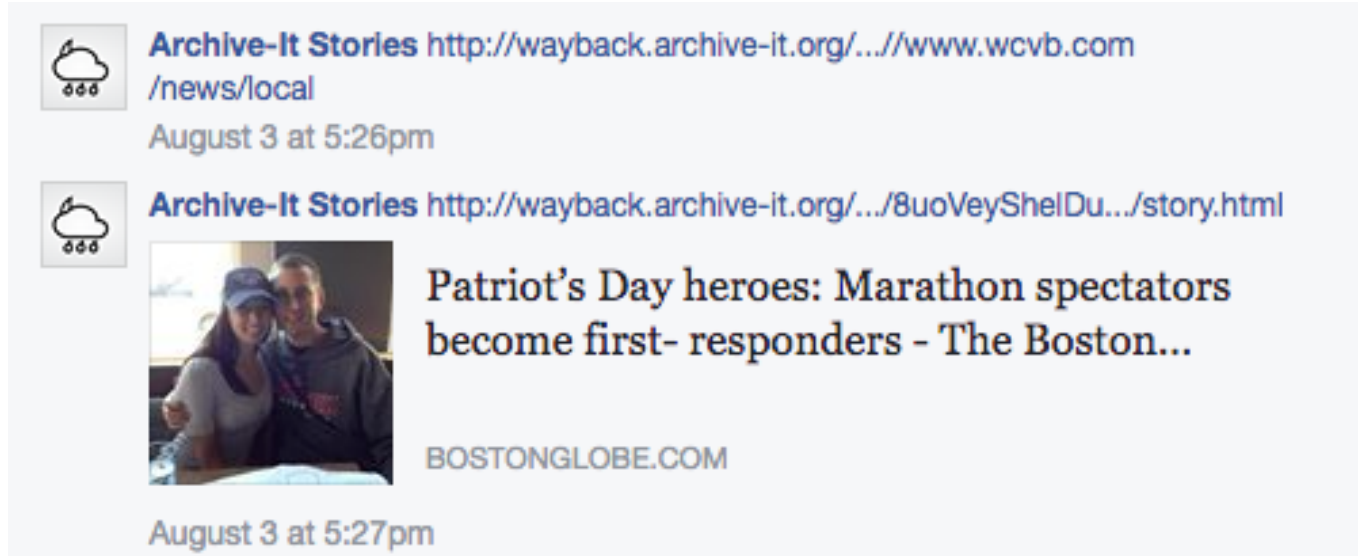 Archive-It Stories http://wayback.archive-it.org/...//www.wcvb.com
/news/local
August 3 at 5:26pm
Archive-It Stories http://wayback.archive-it.org/.../8uoVeyShelDu.../story.html
Patriot’s Day heroes: Marathon spectators
become first- responders - The Boston...
BOSTONGLOBE.COM
August 3 at 5:27pm